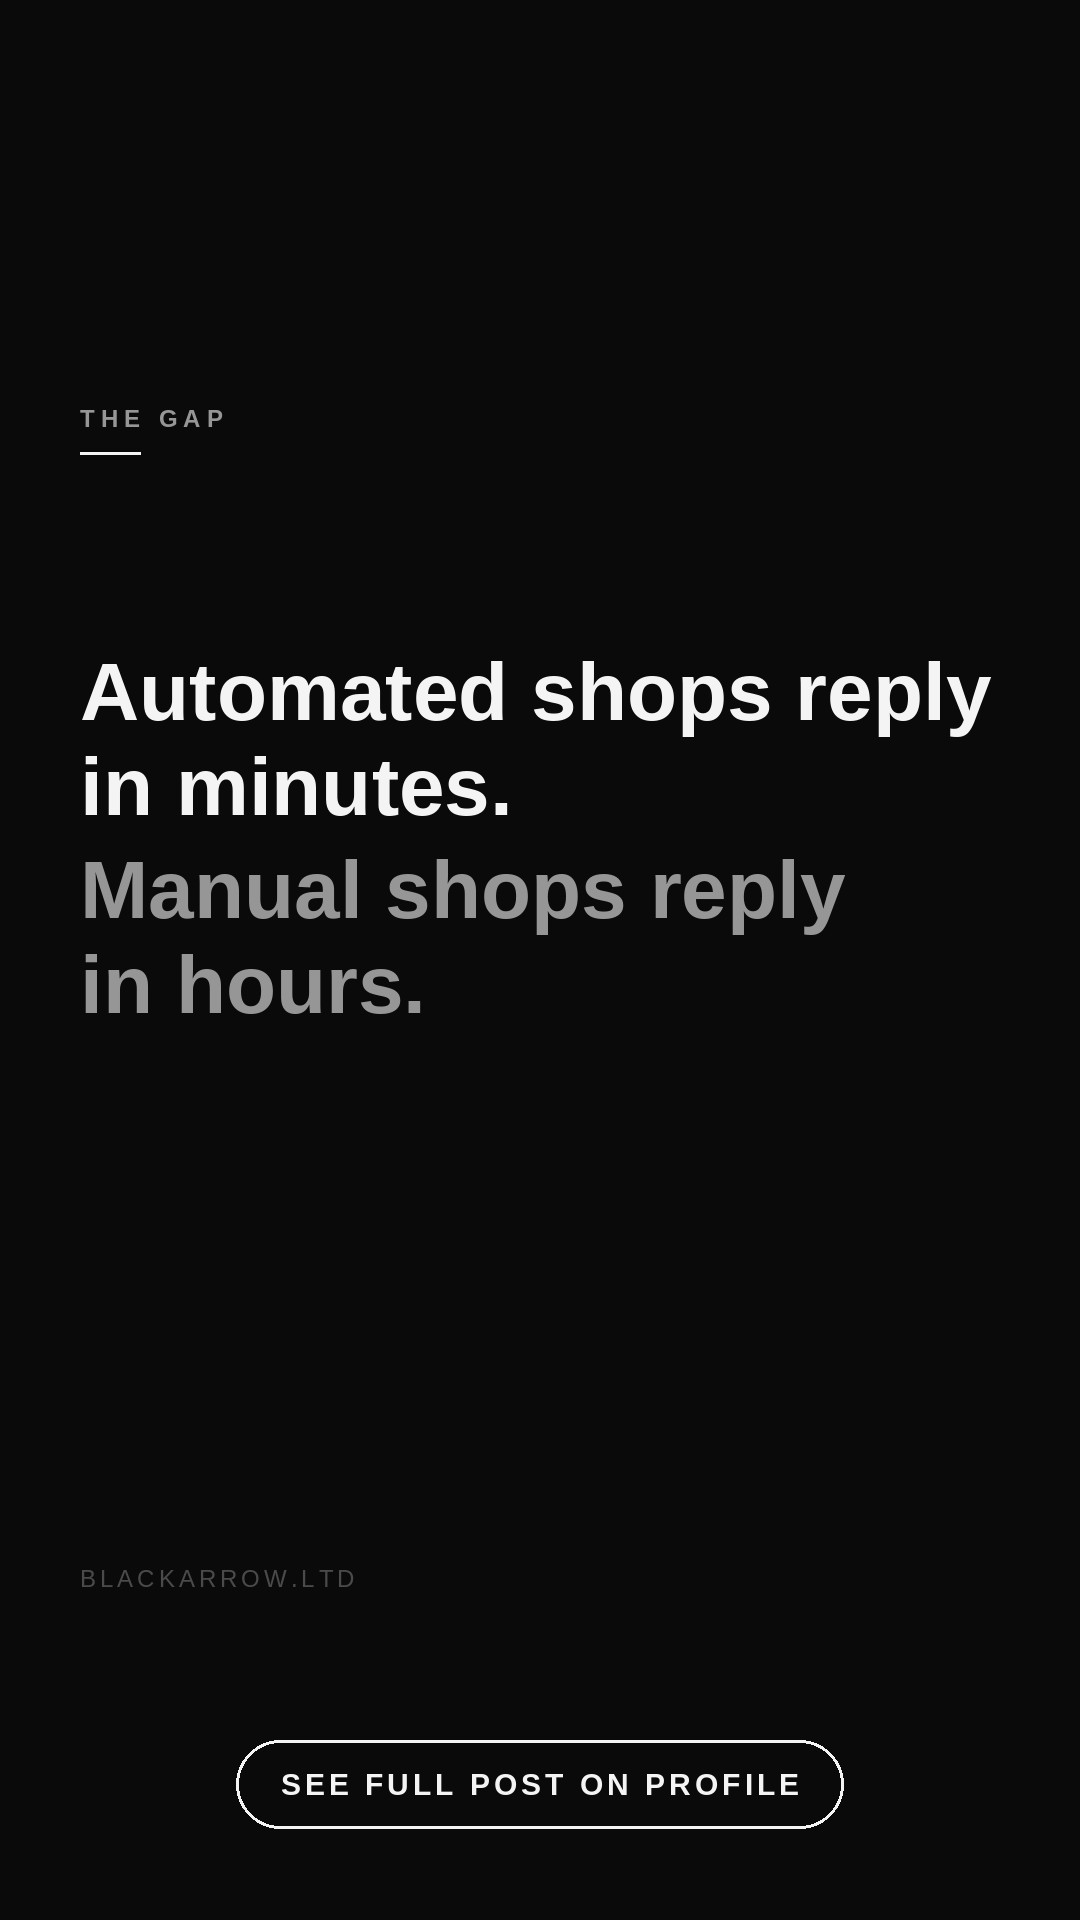 THE GAP
Automated shops reply
in minutes.
Manual shops reply
in hours.
BLACKARROW.LTD
SEE FULL POST ON PROFILE